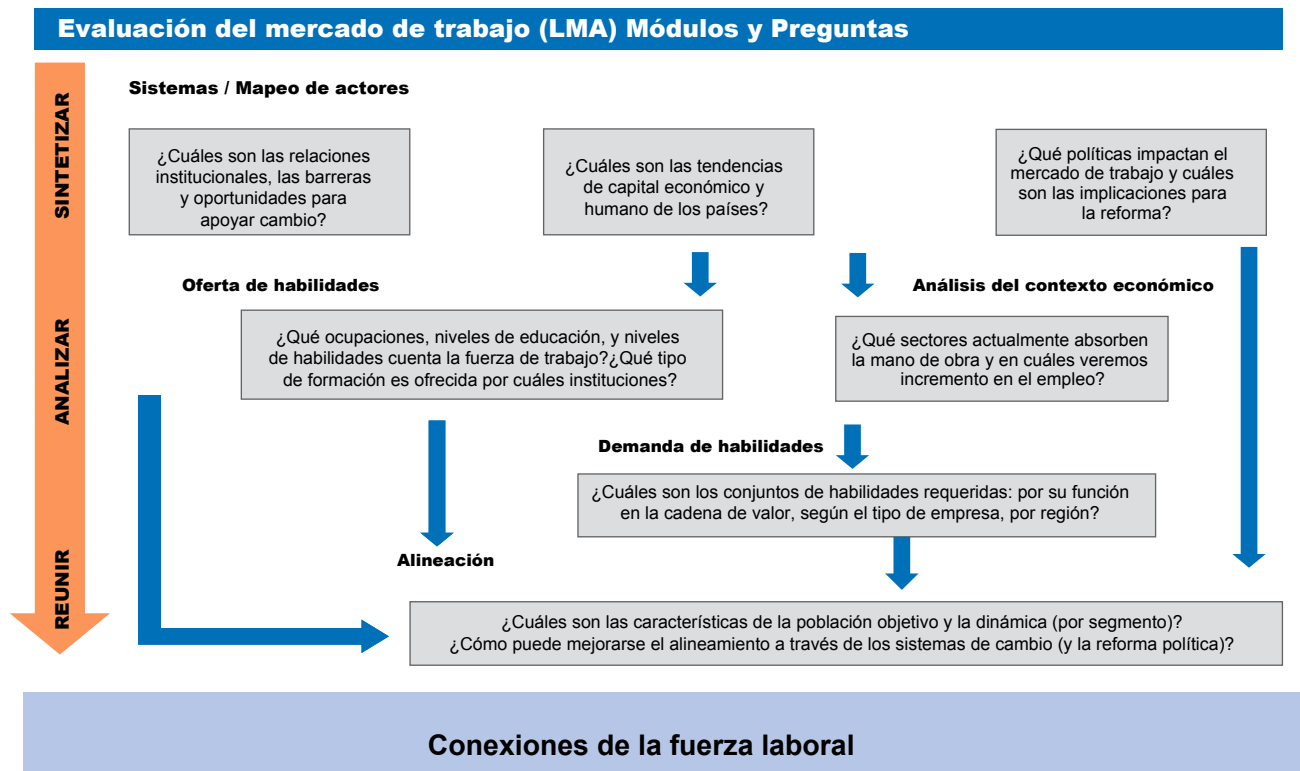 Evaluación del mercado de trabajo (LMA) Módulos y Preguntas
SINTETIZAR
Sistemas / Mapeo de actores
¿Cuáles son las relaciones
institucionales, las barreras
y oportunidades para
apoyar cambio?
¿Cuáles son las tendencias
de capital económico y
humano de los países?
¿Qué políticas impactan el
mercado de trabajo y cuáles
son las implicaciones para
la reforma?
ANALIZAR
Oferta de habilidades
¿Qué ocupaciones, niveles de educación, y niveles
de habilidades cuenta la fuerza de trabajo?¿Qué tipo
de formación es ofrecida por cuáles instituciones?
Análisis del contexto económico
¿Qué sectores actualmente absorben
la mano de obra y en cuáles veremos
incremento en el empleo?
Demanda de habilidades
¿Cuáles son los conjuntos de habilidades requeridas: por su función
en la cadena de valor, según el tipo de empresa, por región?
REUNIR
Alineación
¿Cuáles son las características de la población objetivo y la dinámica (por segmento)?
¿Cómo puede mejorarse el alineamiento a través de los sistemas de cambio (y la reforma política)?
Conexiones de la fuerza laboral